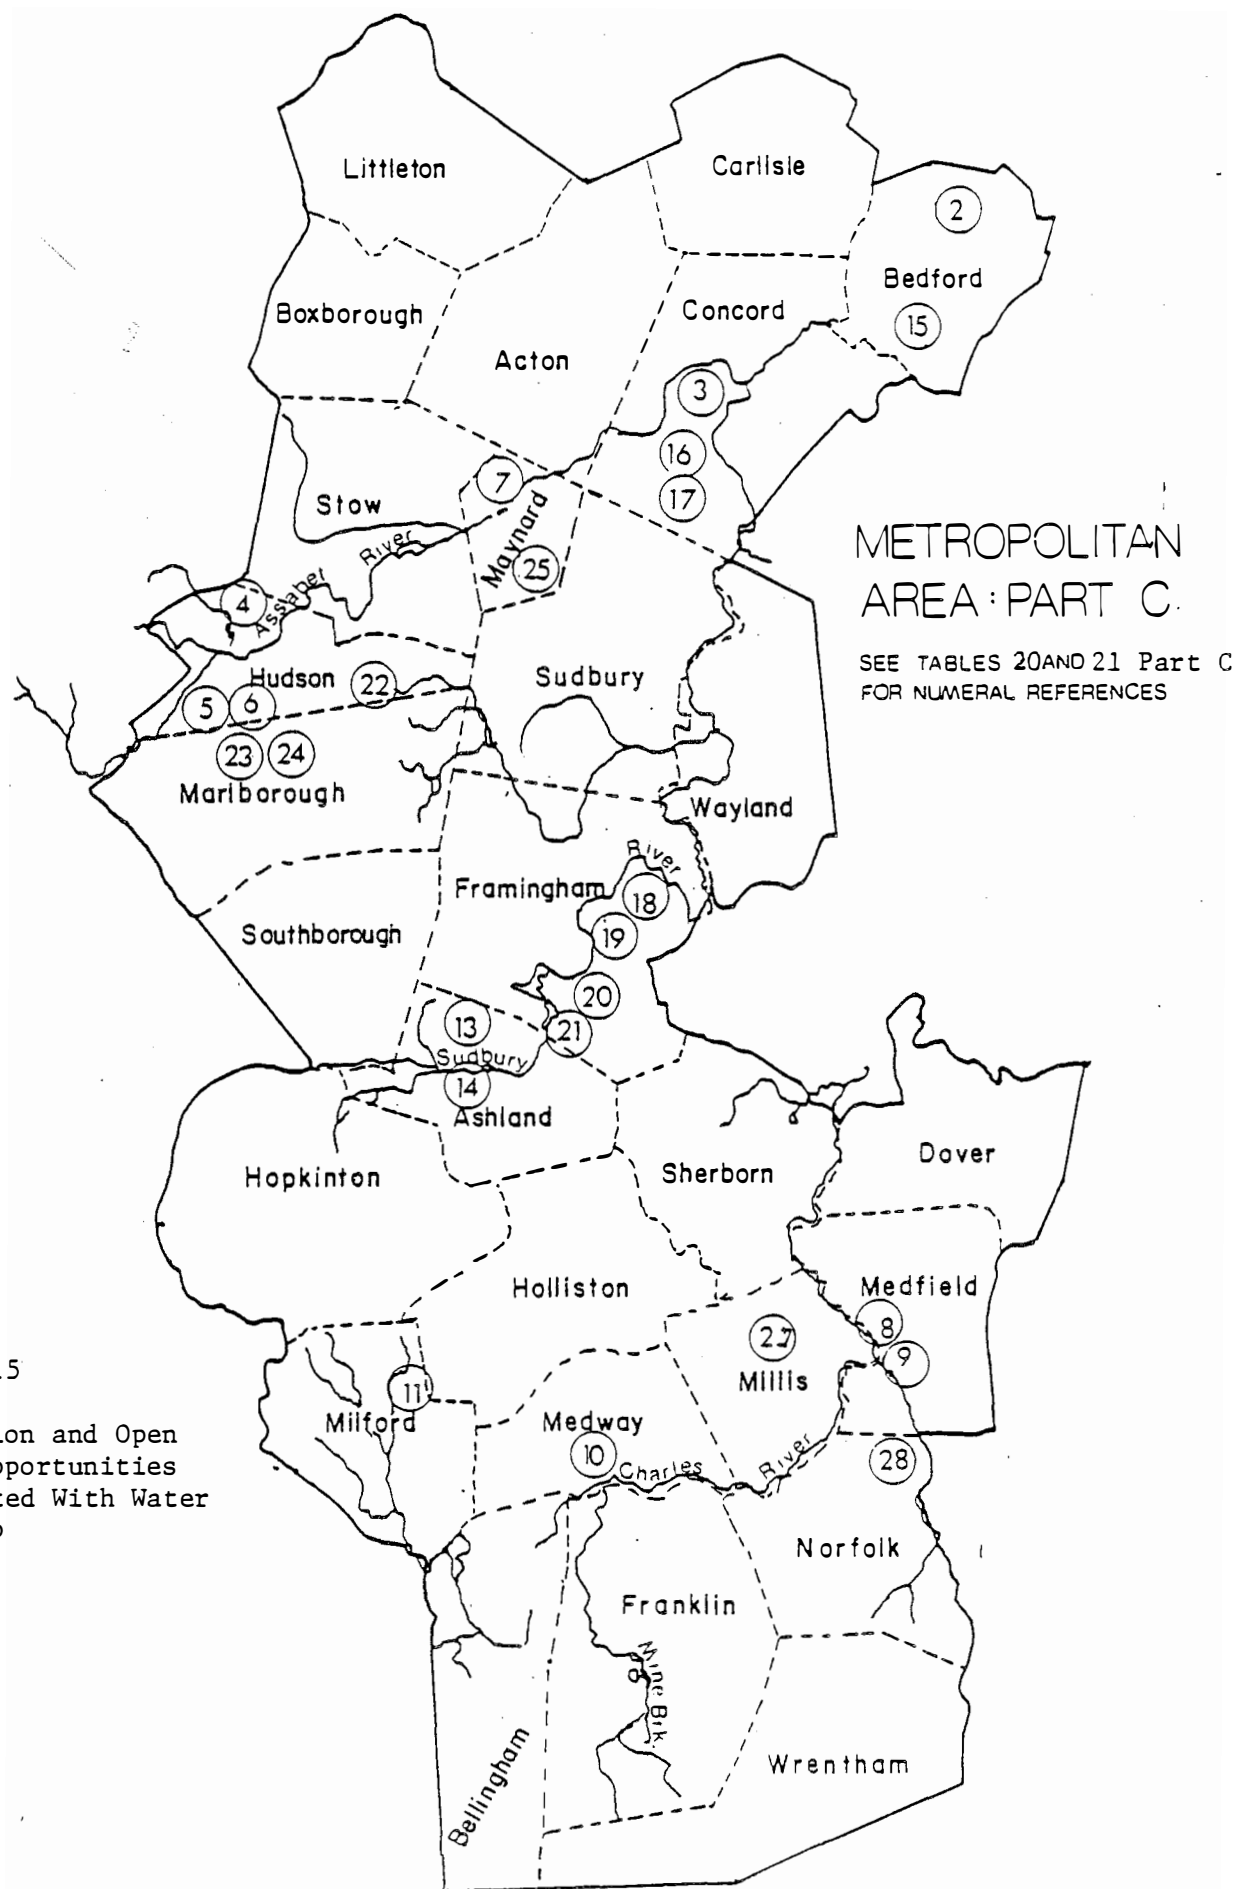 Littleton
Carlisle
2
Bedford
Boxborough
Concord
15
Acton
3
16
7
17
Stow
Maynard
River
METROPOLITAN
25
AREA: PART C.
4
Assabet
SEE TABLES 20 AND 21 Part C
Hudson
22
Sudbury
FOR NUMERAL REFERENCES
5
6
23
24
Marlborough
Wayland
River
Framingham
18
Southborough
19
20
13
21
Sudbury
14
Ashland
Dover
Hopkinton
Sherborn
Holliston
Medfield
8
27
9
Millis
11
Milford
Medway
10
Charles
River
28
5
ion and Open
pportunities
ted With Water
Norfolk
Franklin
Mine Brk.
Wrentham
Bellingham